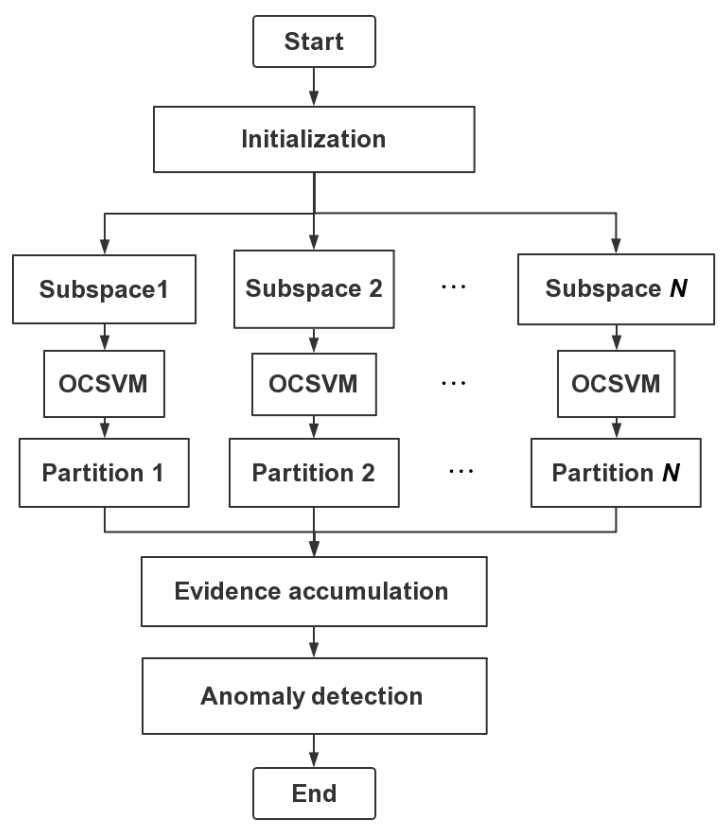 Start
Initialization
Subspace1
Subspace 2
...
Subspace N
OCSVM
OCSVM
...
OCSVM
Partition 1
Partition 2
...
Partition N
Evidence accumulation
Anomaly detection
End